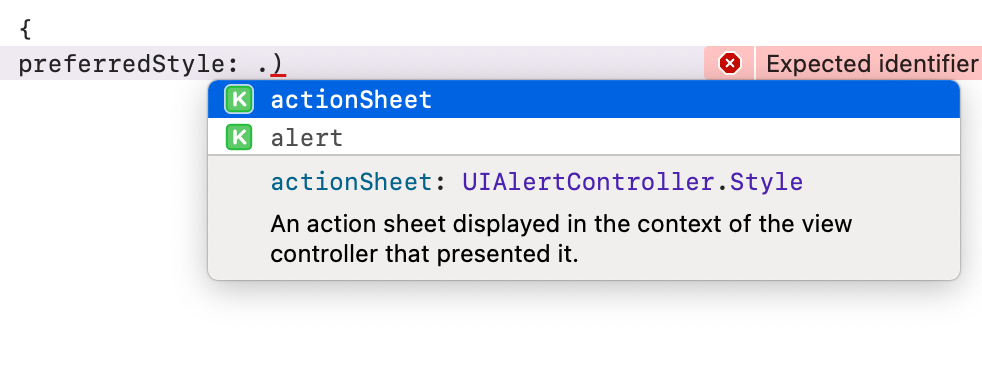 {
preferredStyle: .)
Expected identifier
K actionSheet
K alert
actionSheet: UIAlertController.Style
An action sheet displayed in the context of the view
controller that presented it.